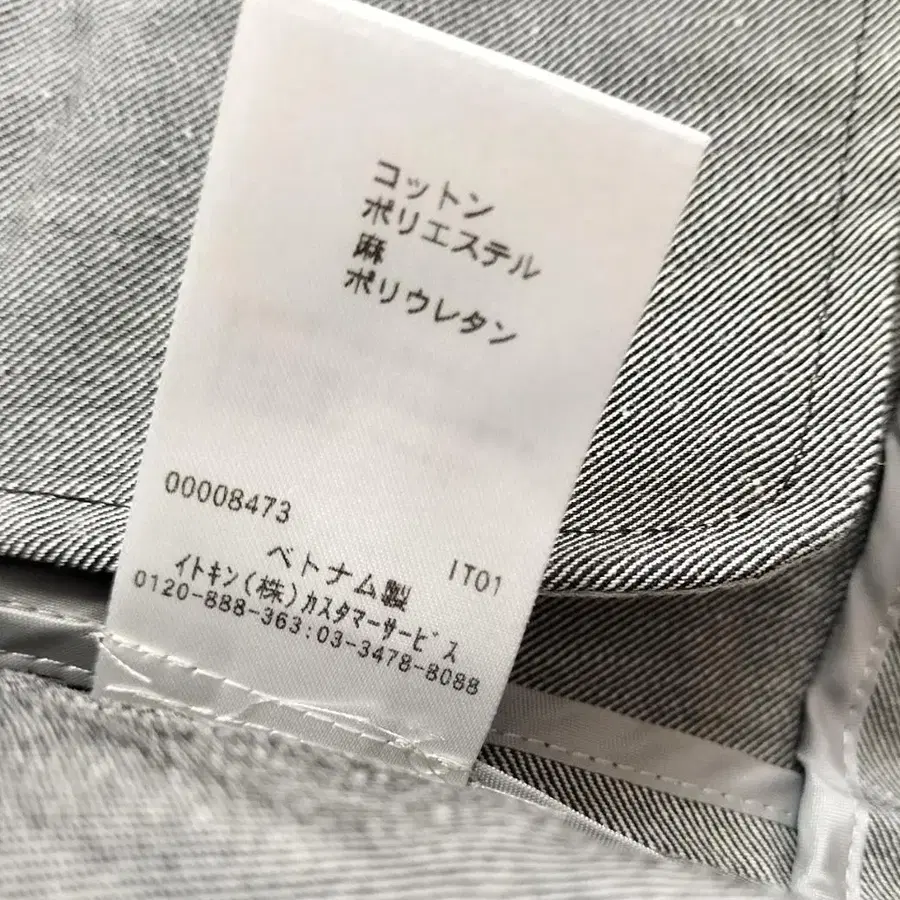 コットン
ポリエステル
麻
ポリウレタン
00008473
ベトナム製 IT01
イトキン(株)カスタマーサービス
0120-888-363:03-3478-8088